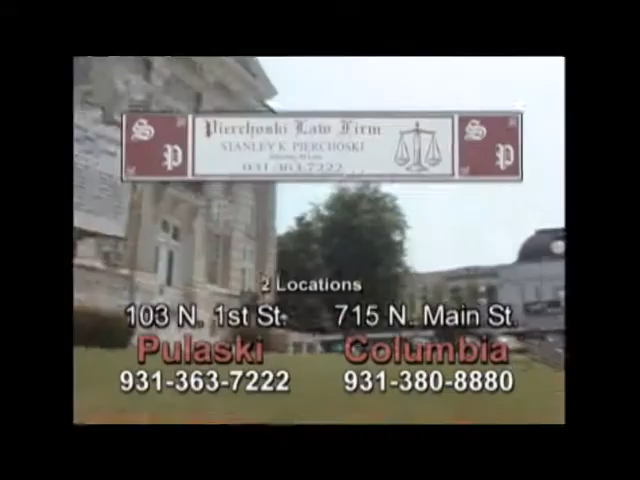 S P
Pierchoski Law Firm
STANLEY K. PIERCHOSKI
931-363-7222
S P
2 Locations
103 N. 1st St.
715 N. Main St.
Pulaski
Columbia
931-363-7222
931-380-8880